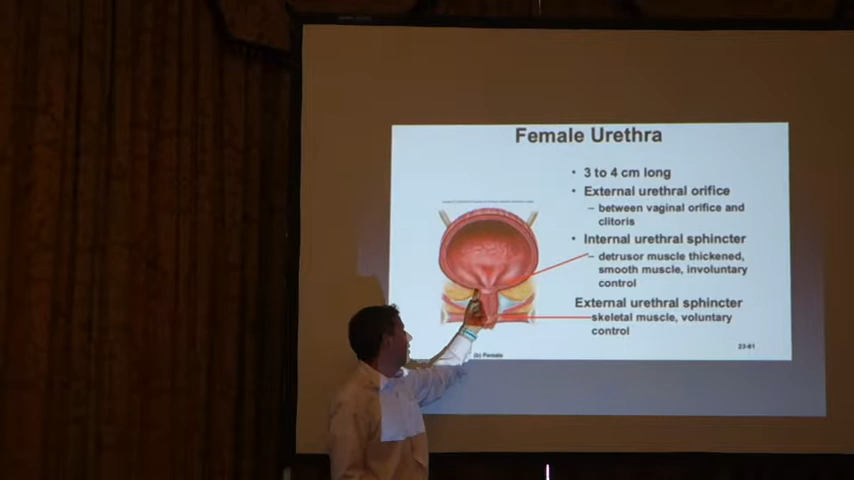 Female Urethra
• 3 to 4 cm long
• External urethral orifice
– between vaginal orifice and
clitoris
• Internal urethral sphincter
– detrusor muscle thickened,
smooth muscle, involuntary
control
External urethral sphincter
skeletal muscle, voluntary
control
(b) Female
23-61